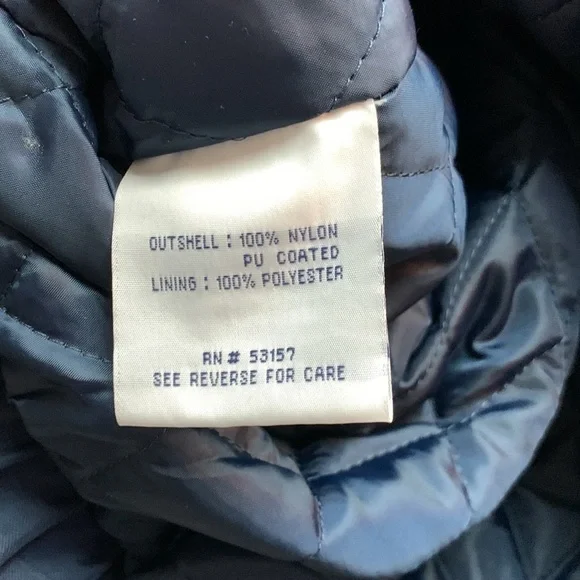 OUTSHELL : 100% NYLON
PU COATED
LINING : 100% POLYESTER
RN # 53157
SEE REVERSE FOR CARE